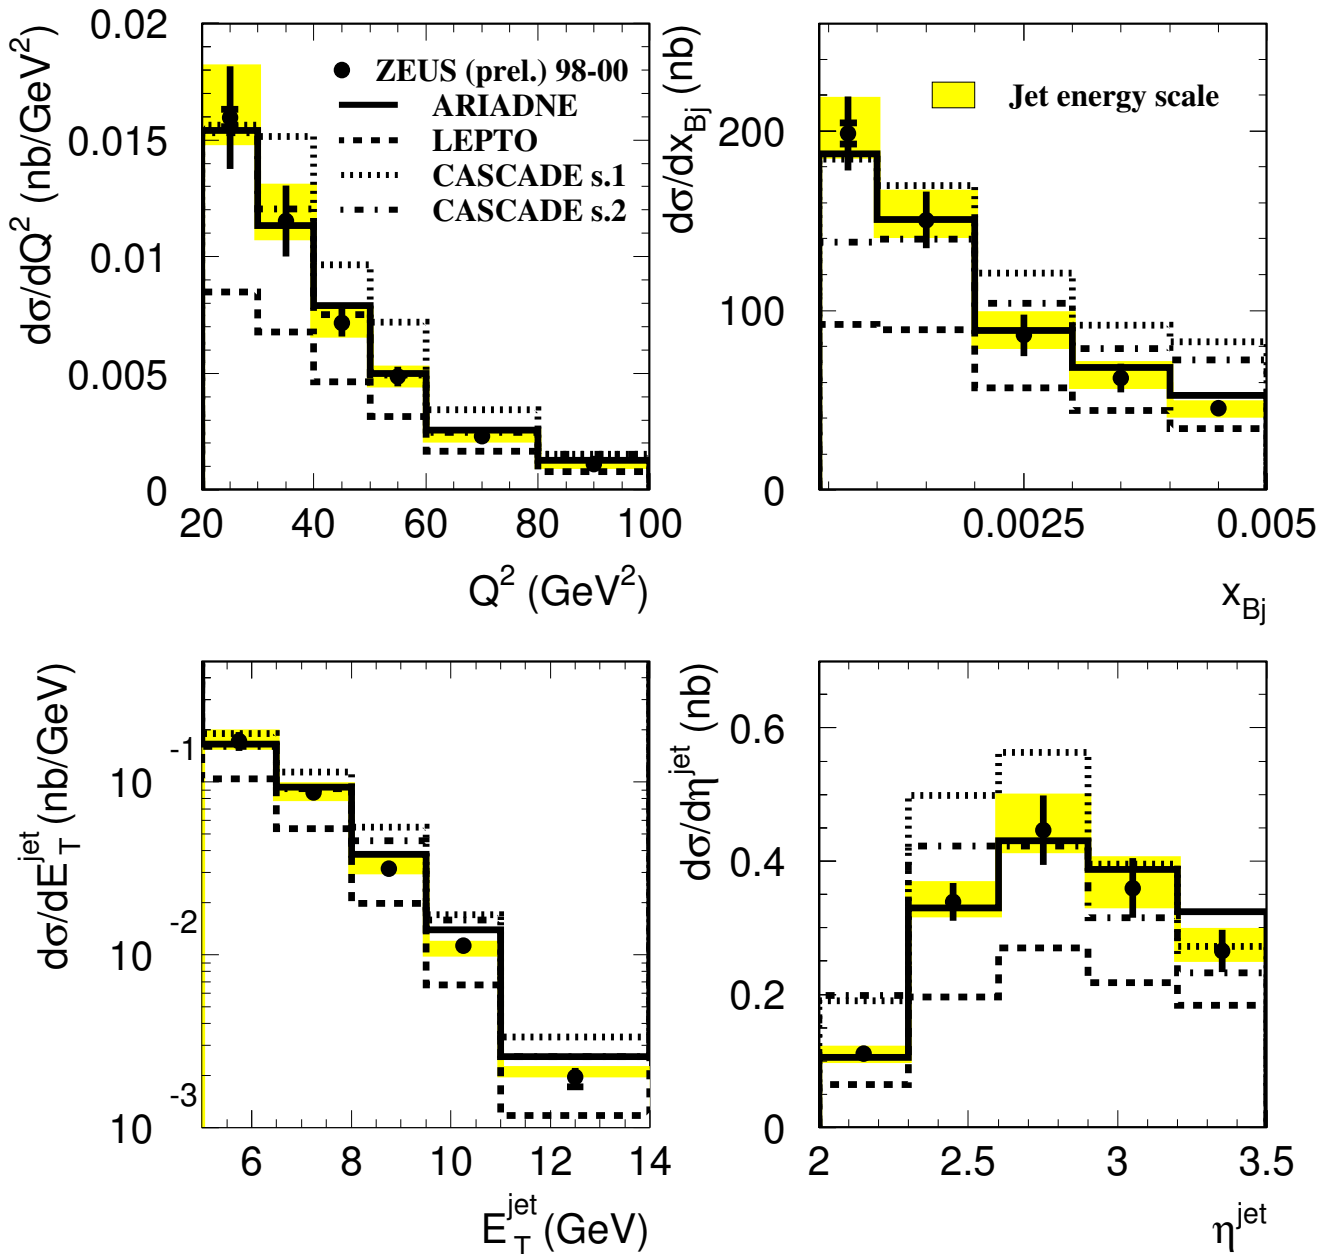 dσ/dQ² (nb/GeV²)
0.02
0.015
0.01
0.005
0
ZEUS (prel.) 98-00
ARIADNE
LEPTO
CASCADE s.1
CASCADE s.2
20 40 60 80 100
Q² (GeV²)
dσ/dx_Bj (nb)
200
100
0
Jet energy scale
0.0025 0.005
x_Bj
dσ/dE_T^jet (nb/GeV)
10^-1
10^-2
10^-3
6 8 10 12 14
E_T^jet (GeV)
dσ/dη^jet (nb)
0.6
0.4
0.2
0
2 2.5 3 3.5
η^jet